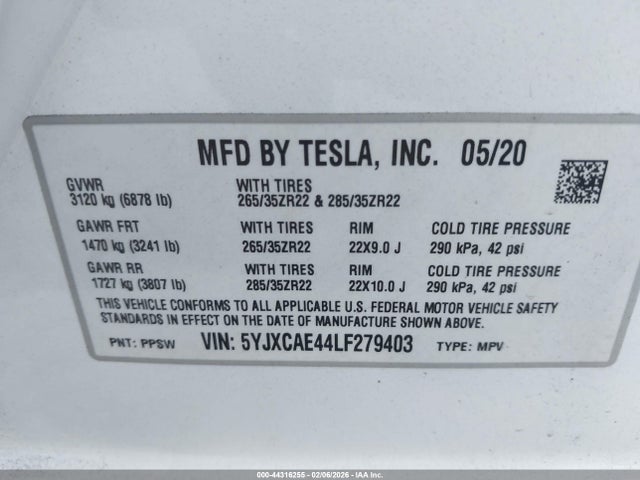 MFD BY TESLA, INC. 05/20
GVWR WITH TIRES
3120 kg (6878 lb) 265/35ZR22 & 285/35ZR22
GAWR FRT WITH TIRES RIM COLD TIRE PRESSURE
1470 kg (3241 lb) 265/35ZR22 22X9.0 J 290 kPa, 42 psi
GAWR RR WITH TIRES RIM COLD TIRE PRESSURE
1727 kg (3807 lb) 285/35ZR22 22X10.0 J 290 kPa, 42 psi
THIS VEHICLE CONFORMS TO ALL APPLICABLE U.S. FEDERAL MOTOR VEHICLE SAFETY
STANDARDS IN EFFECT ON THE DATE OF MANUFACTURE SHOWN ABOVE.
PNT: PPSW VIN: 5YJXCAE44LF279403 TYPE: MPV
000-44316255 - 02/06/2026 - IAA Inc.